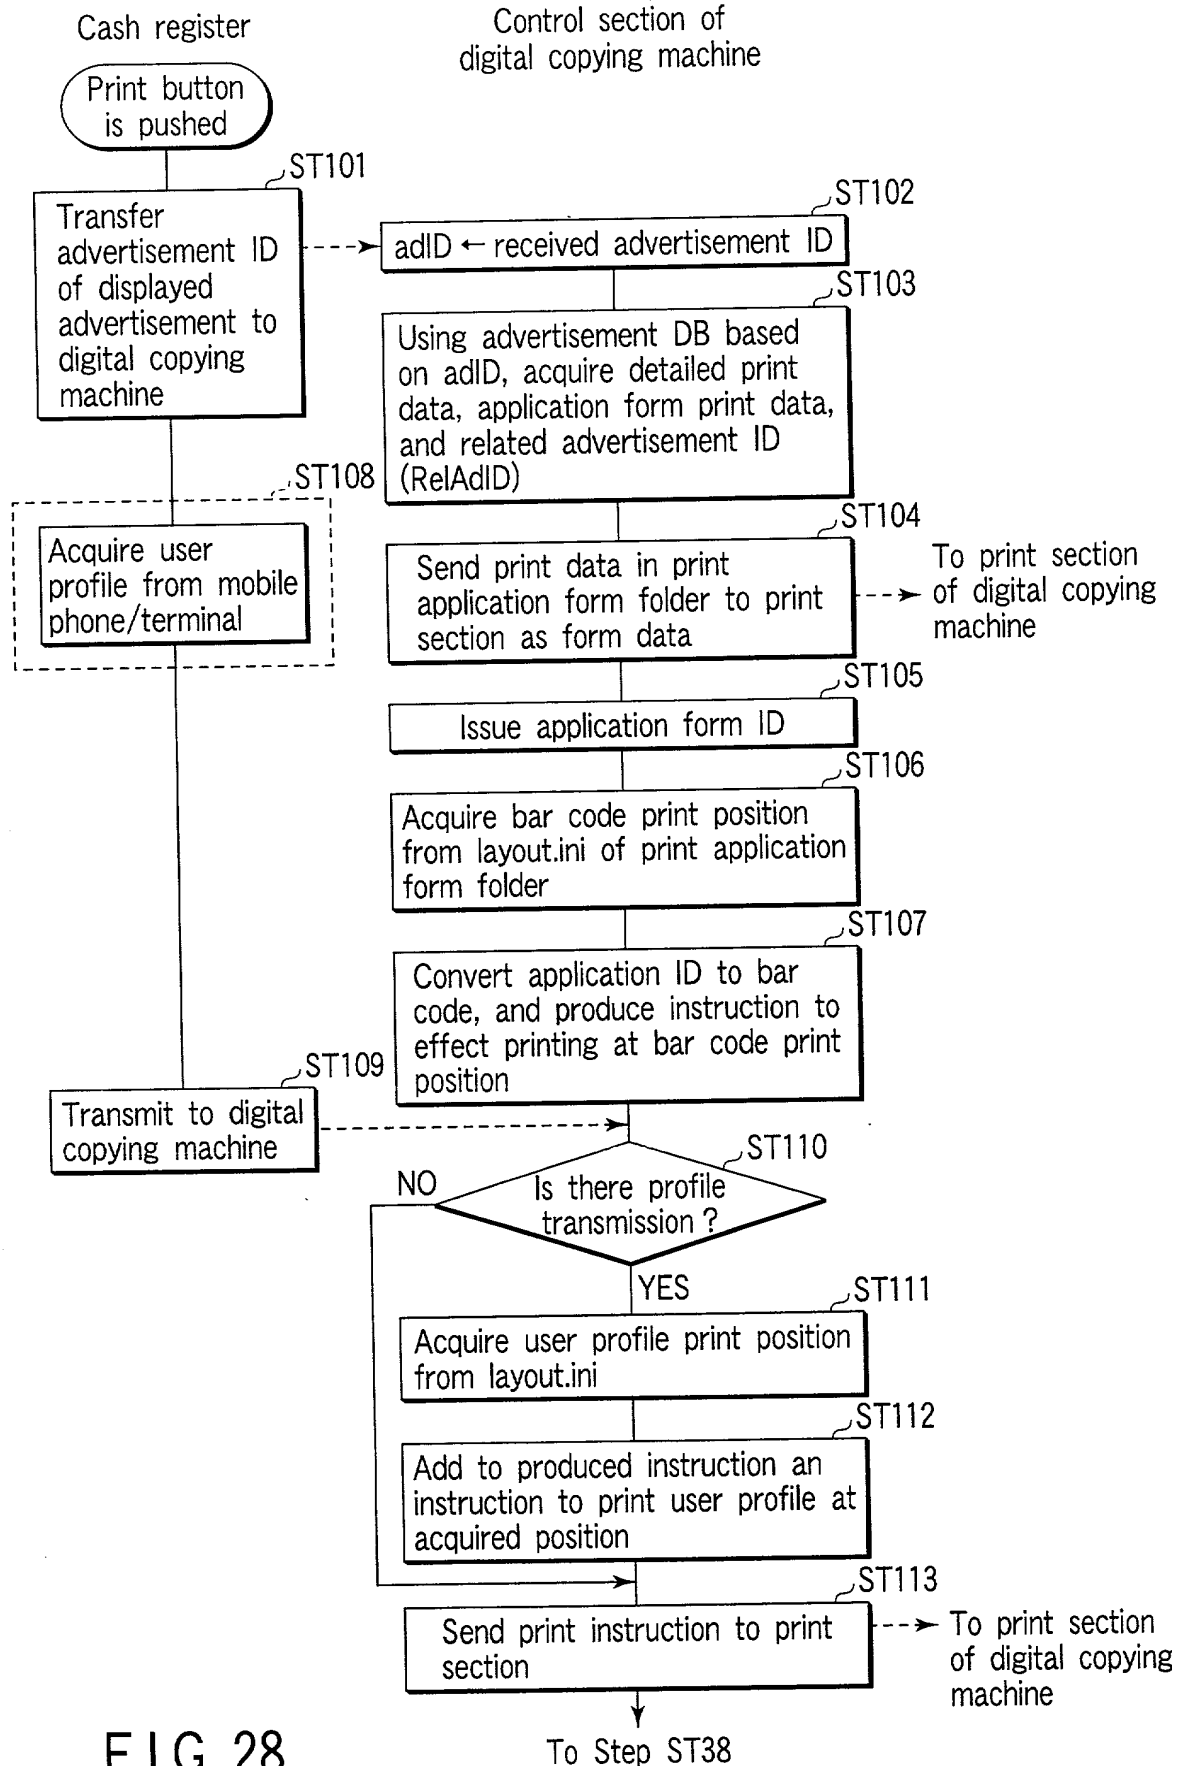 Cash register
Control section of
digital copying machine
Print button
is pushed
ST101
Transfer
advertisement ID
of displayed
advertisement to
digital copying
machine
ST102
adID ← received advertisement ID
ST103
Using advertisement DB based
on adID, acquire detailed print
data, application form print data,
and related advertisement ID
(RelAdID)
ST108
Acquire user
profile from mobile
phone/terminal
ST104
Send print data in print
application form folder to print
section as form data
To print section
of digital copying
machine
ST105
Issue application form ID
ST106
Acquire bar code print position
from layout.ini of print application
form folder
ST107
Convert application ID to bar
code, and produce instruction to
effect printing at bar code print
position
ST109
Transmit to digital
copying machine
ST110
NO
Is there profile
transmission ?
YES
ST111
Acquire user profile print position
from layout.ini
ST112
Add to produced instruction an
instruction to print user profile at
acquired position
ST113
Send print instruction to print
section
To print section
of digital copying
machine
To Step ST38
FIG. 28